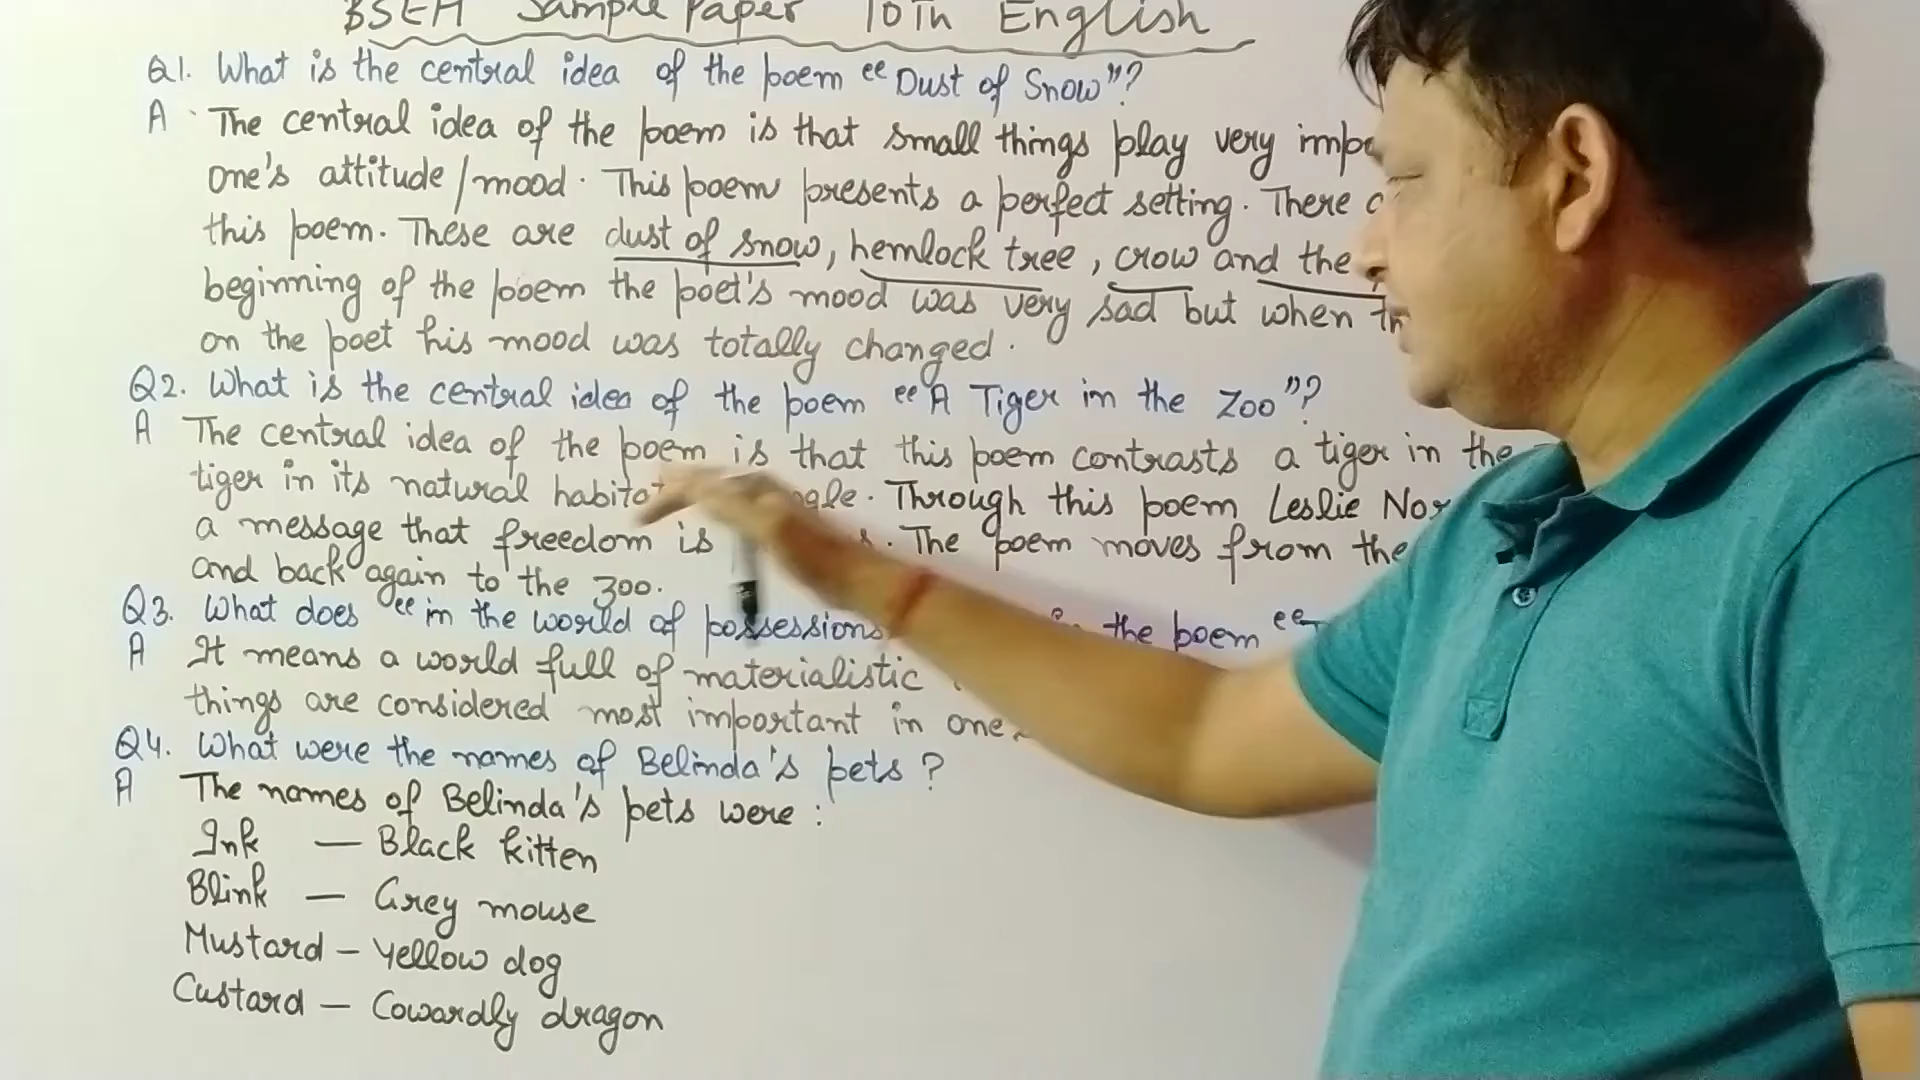 BSEH Sample Paper 10th English
Q1. What is the central idea of the poem "Dust of Snow"?
A. The central idea of the poem is that small things play very
one's attitude/mood. This poem presents a perfect setting. There
this poem. These are dust of snow, hemlock tree, crow and the
beginning of the poem the poet's mood was very sad but when
on the poet his mood was totally changed.
Q2. What is the central idea of the poem "A Tiger in the Zoo"?
A The central idea of the poem is that this poem contrasts a tiger in the
tiger in its natural Through this poem Leslie
a message that freedom is The poem moves from the
and back again to the zoo.
Q3. What does "in the world of possessions the poem
A It means a world full of materialistic
things are considered most important in
Q4. What were the names of Belinda's pets?
A The names of Belinda's pets were:
Ink — Black kitten
Blink — Grey mouse
Mustard — Yellow dog
Custard — Cowardly dragon